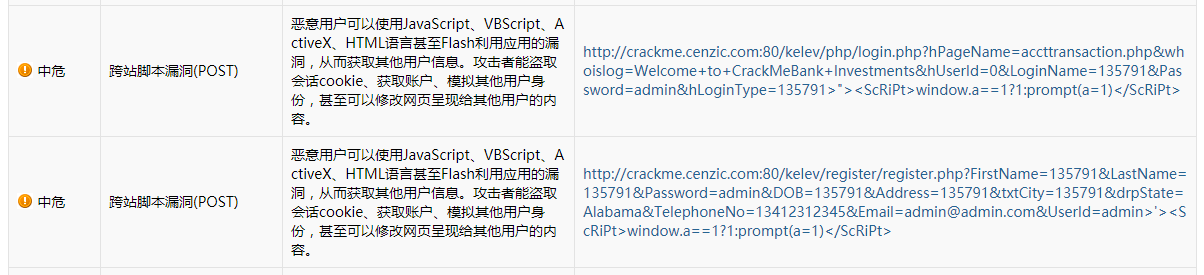 中危
跨站脚本漏洞(POST)
恶意用户可以使用JavaScript、VBScript、A
ctiveX、HTML语言甚至Flash利用应用的漏
洞，从而获取其他用户信息。攻击者能盗取
会话cookie、获取账户、模拟其他用户身
份，甚至可以修改网页呈现给其他用户的内
容。
http://crackme.cenzic.com:80/kelev/php/login.php?hPageName=accttransaction.php&wh
oislog=Welcome+to+CrackMeBank+Investments&hUserId=0&LoginName=135791&Pas
sword=admin&hLoginType=135791>"><ScRiPt>window.a==1?1:prompt(a=1)</ScRiPt>
中危
跨站脚本漏洞(POST)
恶意用户可以使用JavaScript、VBScript、A
ctiveX、HTML语言甚至Flash利用应用的漏
洞，从而获取其他用户信息。攻击者能盗取
会话cookie、获取账户、模拟其他用户身
份，甚至可以修改网页呈现给其他用户的内
容。
http://crackme.cenzic.com:80/kelev/register/register.php?FirstName=135791&LastName=
135791&Password=admin&DOB=135791&Address=135791&txtCity=135791&drpState=
Alabama&TelephoneNo=13412312345&Email=admin@admin.com&UserId=admin>'><S
cRiPt>window.a==1?1:prompt(a=1)</ScRiPt>